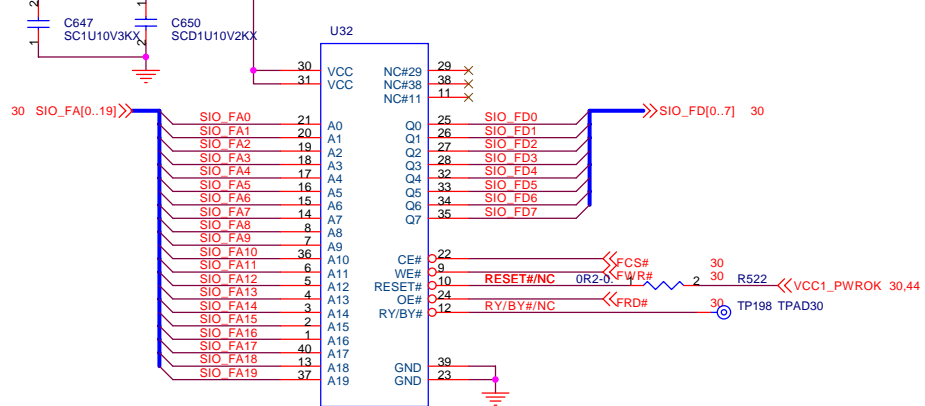 2
1
C647
SC1U10V3KX
1
2
C650
SCD1U10V2KX
U32
30 VCC NC#29 29
31 VCC NC#38 38
NC#11 11
30 SIO_FA[0..19] SIO_FD[0..7] 30
SIO_FA0 21 A0 Q0 25 SIO_FD0
SIO_FA1 20 A1 Q1 26 SIO_FD1
SIO_FA2 19 A2 Q2 27 SIO_FD2
SIO_FA3 18 A3 Q3 28 SIO_FD3
SIO_FA4 17 A4 Q4 32 SIO_FD4
SIO_FA5 16 A5 Q5 33 SIO_FD5
SIO_FA6 15 A6 Q6 34 SIO_FD6
SIO_FA7 14 A7 Q7 35 SIO_FD7
SIO_FA8 8 A8
SIO_FA9 7 A9
SIO_FA10 36 A10 CE# 22 FCS# 30
SIO_FA11 6 A11 WE# 9 FWR# 30
SIO_FA12 5 A12 RESET# 10 RESET#/NC 0R2-0. 1 2 R522 VCC1_PWROK 30,44
SIO_FA13 4 A13 OE# 24 FRD# 30
SIO_FA14 3 A14 RY/BY# 12 RY/BY#/NC TP198 TPAD30
SIO_FA15 2 A15
SIO_FA16 1 A16
SIO_FA17 40 A17
SIO_FA18 13 A18 GND 39
SIO_FA19 37 A19 GND 23